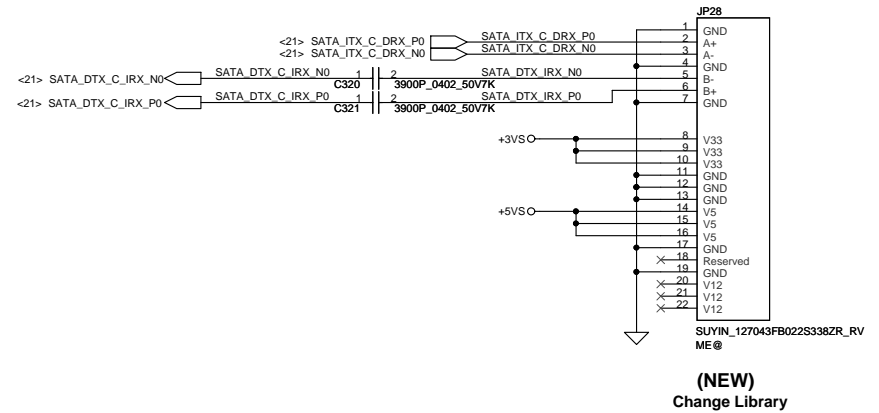 JP28
1 GND
<21> SATA_ITX_C_DRX_P0 SATA_ITX_C_DRX_P0 2 A+
<21> SATA_ITX_C_DRX_N0 SATA_ITX_C_DRX_N0 3 A-
4 GND
<21> SATA_DTX_C_IRX_N0 SATA_DTX_C_IRX_N0 1 2 SATA_DTX_IRX_N0 5 B-
C320 3900P_0402_50V7K
6 B+
<21> SATA_DTX_C_IRX_P0 SATA_DTX_C_IRX_P0 1 2 SATA_DTX_IRX_P0 7 GND
C321 3900P_0402_50V7K
+3VS 8 V33
9 V33
10 V33
11 GND
12 GND
13 GND
+5VS 14 V5
15 V5
16 V5
17 GND
18 Reserved
19 GND
20 V12
21 V12
22 V12
SUYIN_127043FB022S338ZR_RV
ME@
(NEW)
Change Library